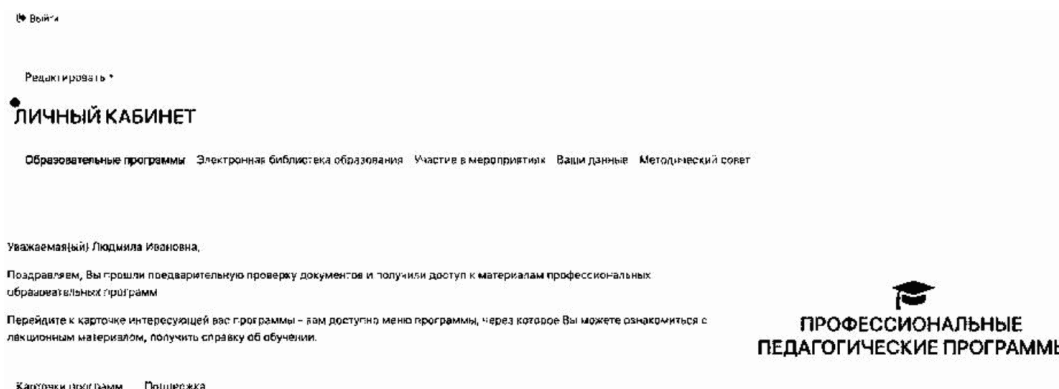 Выйти
Редактировать
ЛИЧНЫЙ КАБИНЕТ
Образовательные программы Электронная библиотека образования Участие в мероприятиях Ваши данные Методический совет
Уважаемая(ый) Людмила Ивановна,
Поздравляем, Вы прошли предварительную проверку документов и получили доступ к материалам профессиональных
образовательных программ
Перейдите к карточке интересующей вас программы – вам доступно меню программы, через которое Вы можете ознакомиться с
лекционным материалом, получить справку об обучении.
ПРОФЕССИОНАЛЬНЫЕ
ПЕДАГОГИЧЕСКИЕ ПРОГРАММЫ
Карточки программ Поддержка